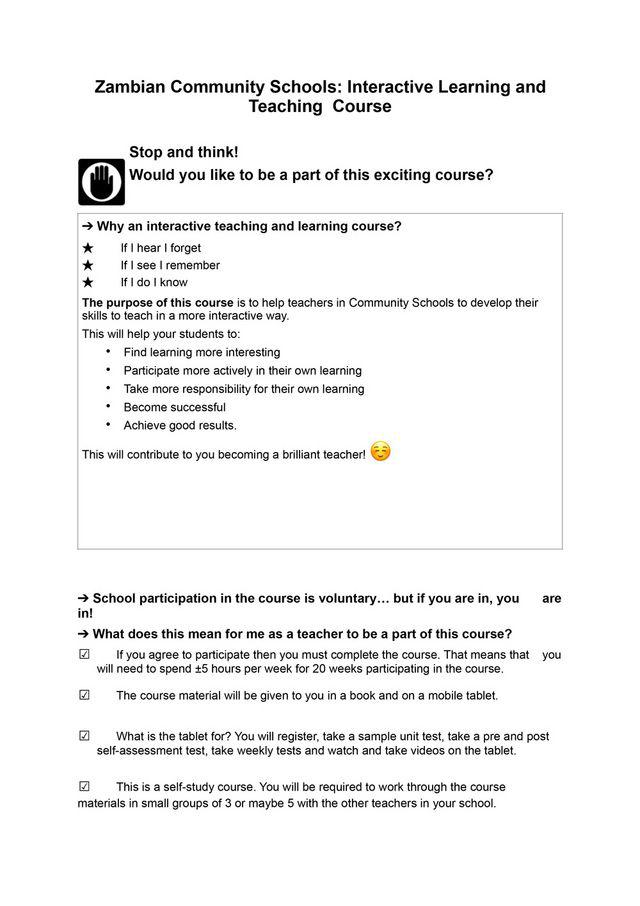 Zambian Community Schools: Interactive Learning and
Teaching Course
Stop and think!
Would you like to be a part of this exciting course?
➔ Why an interactive teaching and learning course?
★ If I hear I forget
★ If I see I remember
★ If I do I know
The purpose of this course is to help teachers in Community Schools to develop their
skills to teach in a more interactive way.
This will help your students to:
• Find learning more interesting
• Participate more actively in their own learning
• Take more responsibility for their own learning
• Become successful
• Achieve good results.
This will contribute to you becoming a brilliant teacher! ☺
➔ School participation in the course is voluntary… but if you are in, you are
in!
➔ What does this mean for me as a teacher to be a part of this course?
☑ If you agree to participate then you must complete the course. That means that you
will need to spend ±5 hours per week for 20 weeks participating in the course.
☑ The course material will be given to you in a book and on a mobile tablet.
☑ What is the tablet for? You will register, take a sample unit test, take a pre and post
self-assessment test, take weekly tests and watch and take videos on the tablet.
☑ This is a self-study course. You will be required to work through the course
materials in small groups of 3 or maybe 5 with the other teachers in your school.